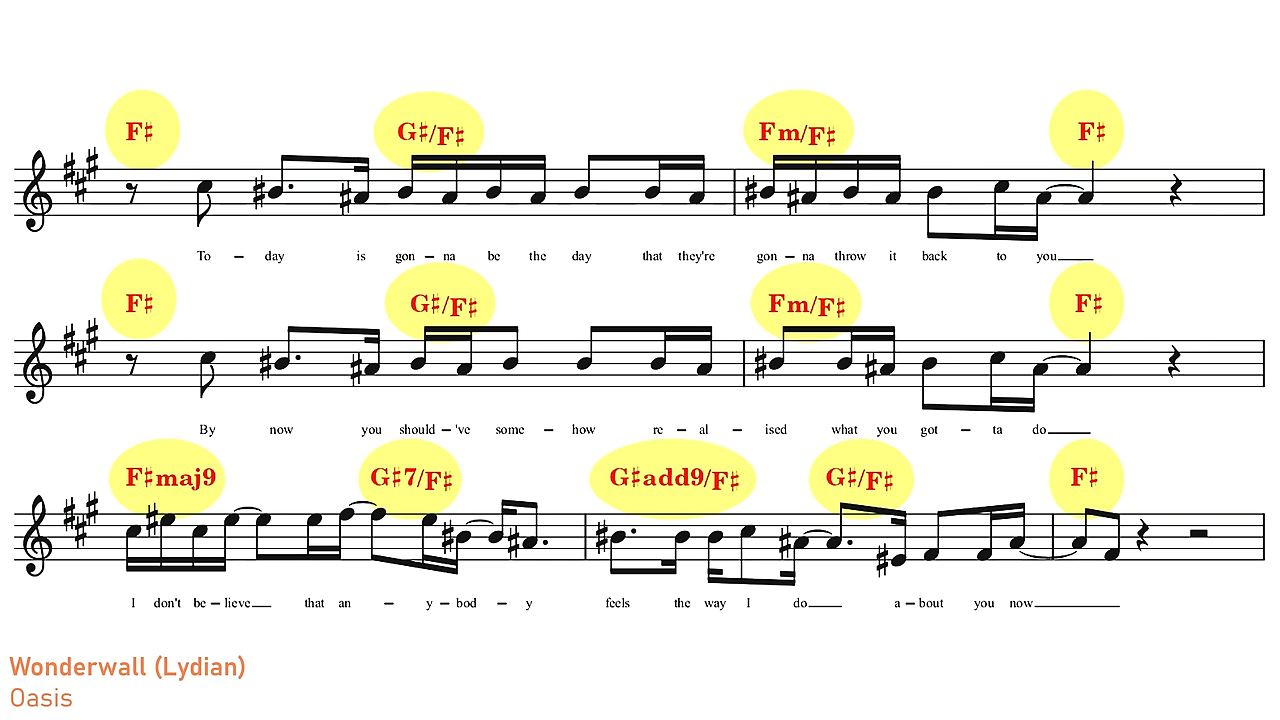 F♯ G♯/F♯ Fm/F♯ F♯
To – day is gon – na be the day that they're gon – na throw it back to you
F♯ G♯/F♯ Fm/F♯ F♯
By now you should – 've some – how re – al – ised what you got – ta do
F♯maj9 G♯7/F♯ G♯add9/F♯ G♯/F♯ F♯
I don't be – lieve that an – y – bod – y feels the way I do a – bout you now
Wonderwall (Lydian)
Oasis